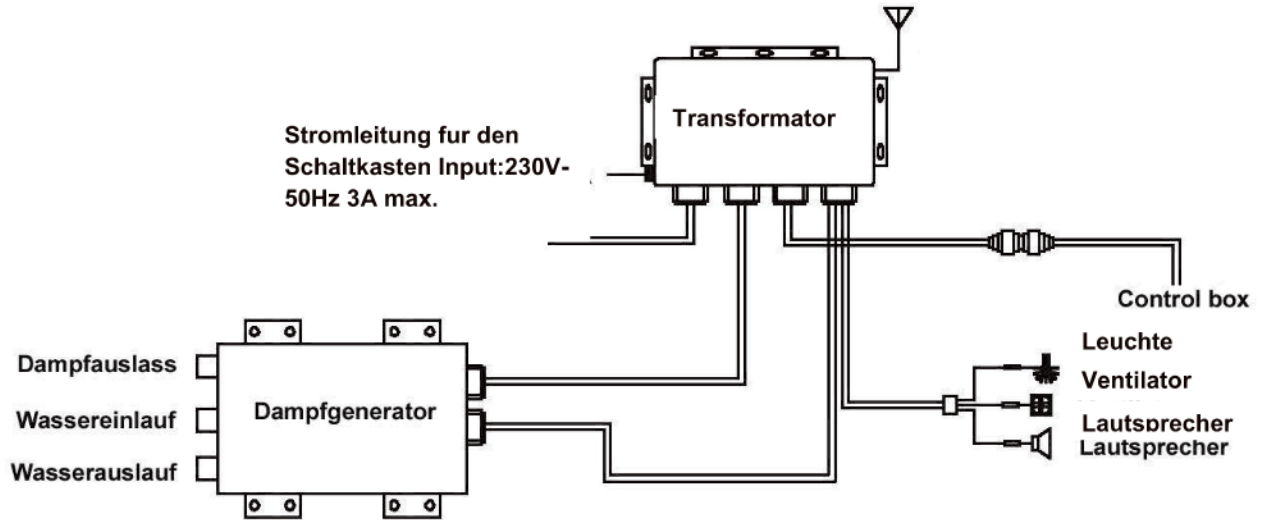 Transformator
Stromleitung fur den
Schaltkasten Input:230V-
50Hz 3A max.
Control box
Leuchte
Ventilator
Lautsprecher
Lautsprecher
Dampfauslass
Wassereinlauf
Wasserauslauf
Dampfgenerator